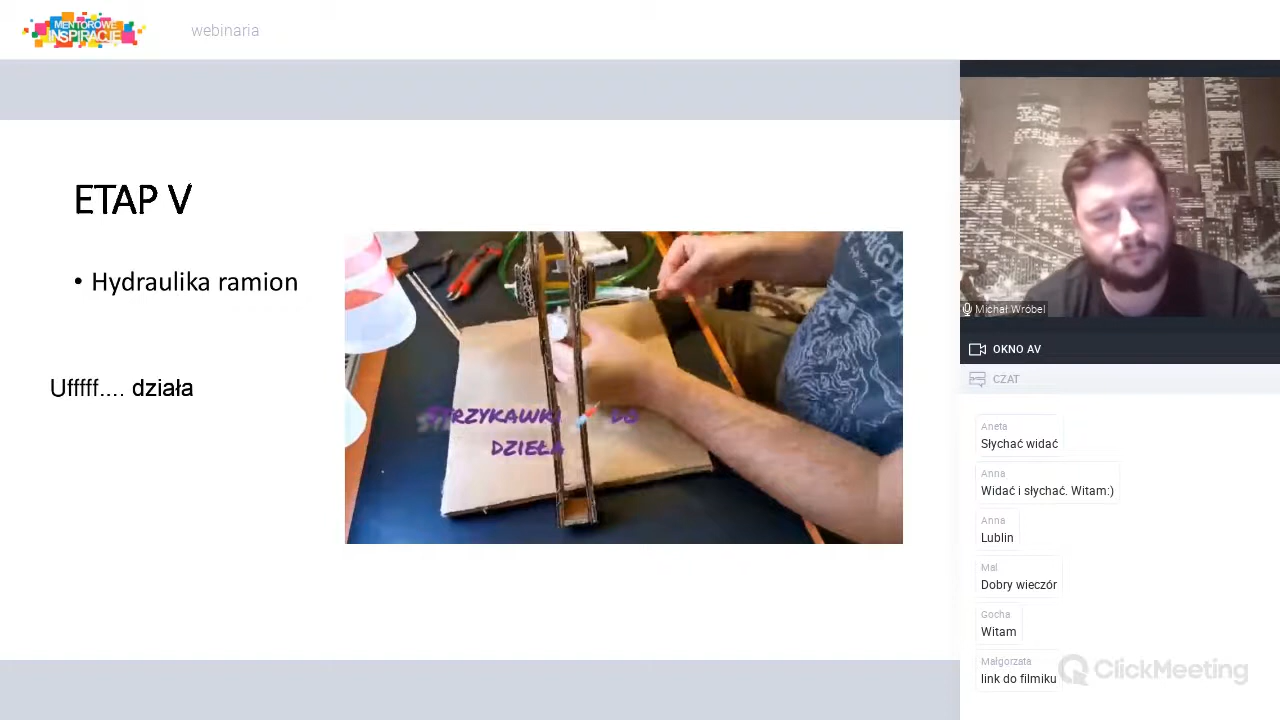 MENTOROWE
INSPIRACJE
webinaria
ETAP V
• Hydraulika ramion
Ufffff.... działa
STRZYKAWKI 💉 DO
DZIEŁA
Michał Wróbel
OKNO AV
CZAT
Aneta
Słychać widać
Anna
Widać i słychać. Witam:)
Anna
Lublin
Mal
Dobry wieczór
Gocha
Witam
Małgorzata
link do filmiku
ClickMeeting